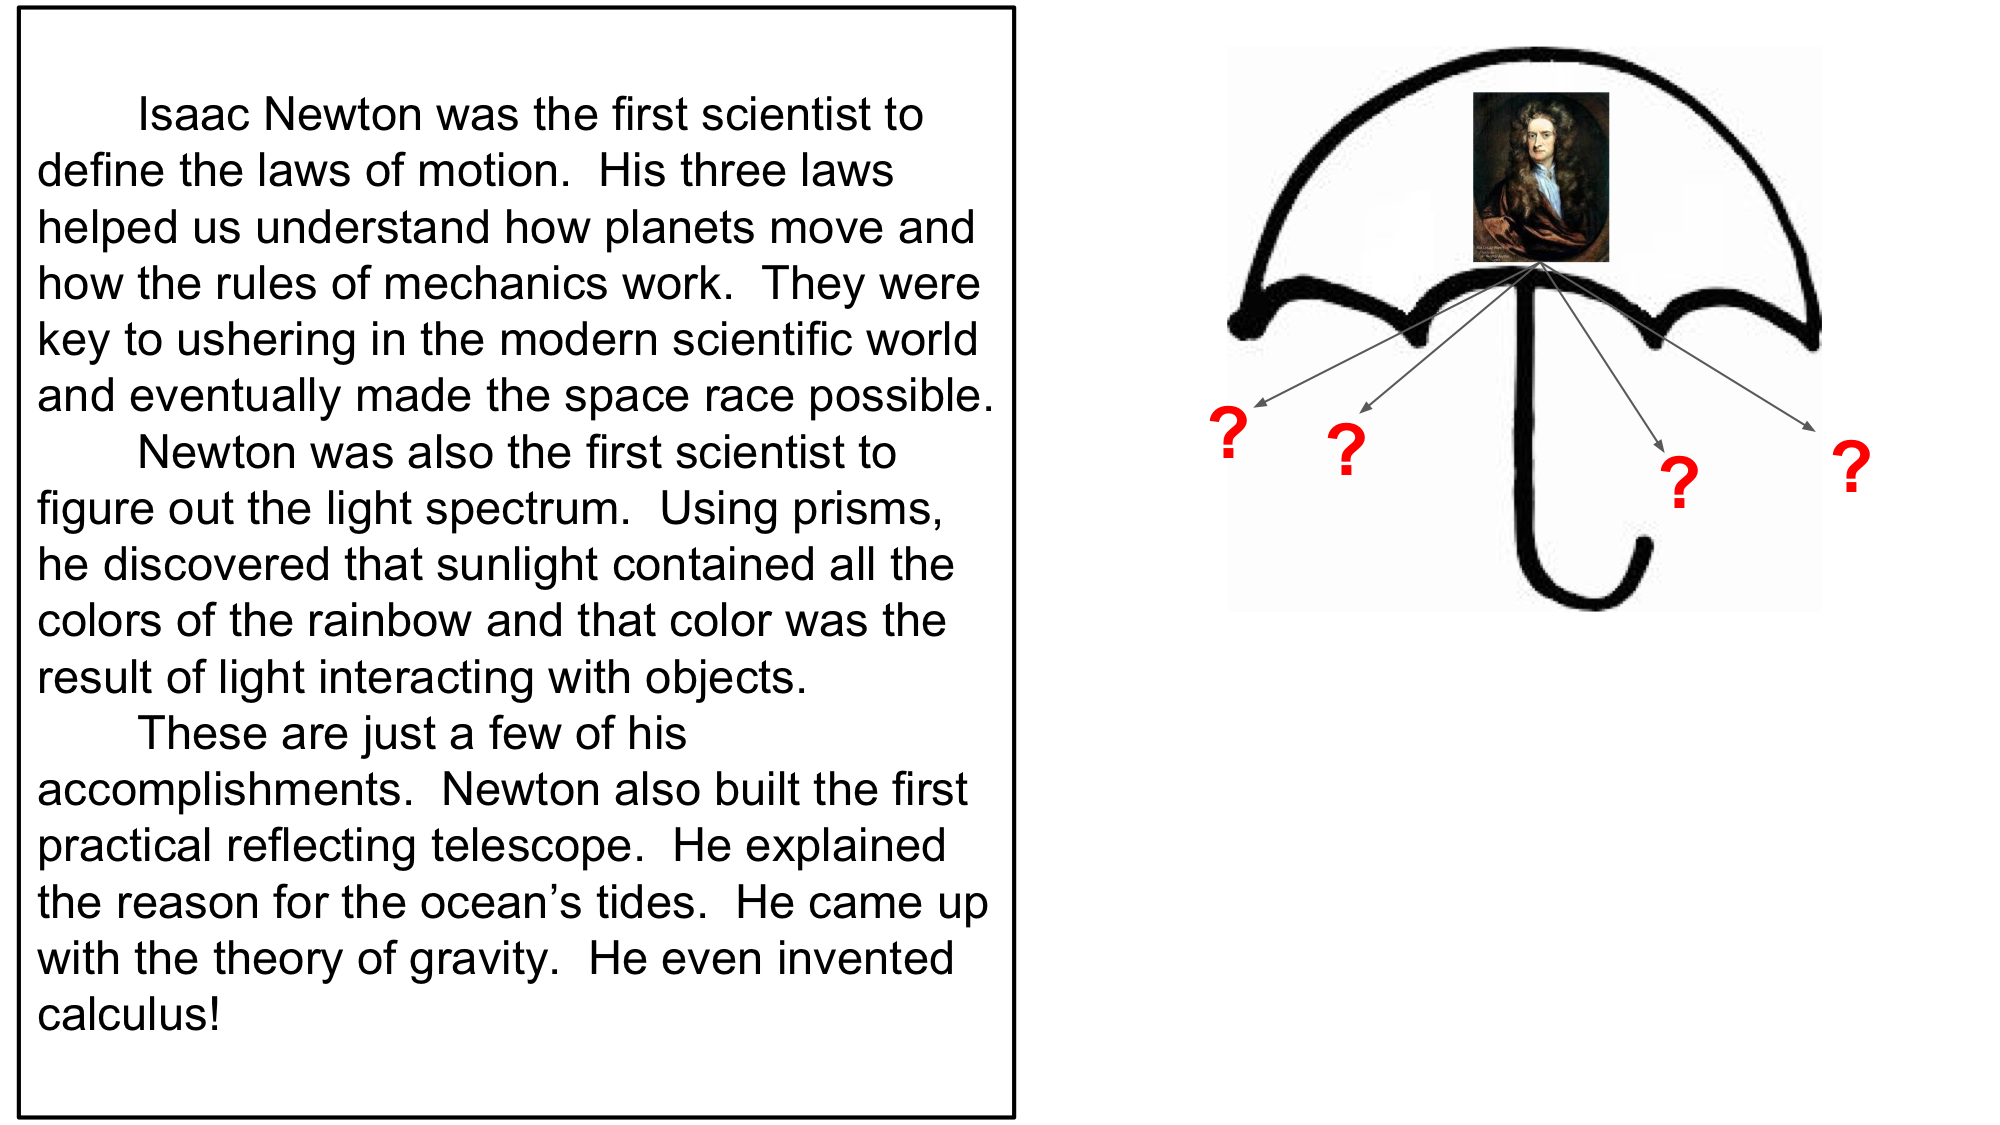 Isaac Newton was the first scientist to
define the laws of motion.  His three laws
helped us understand how planets move and
how the rules of mechanics work.  They were
key to ushering in the modern scientific world
and eventually made the space race possible.
Newton was also the first scientist to
figure out the light spectrum.  Using prisms,
he discovered that sunlight contained all the
colors of the rainbow and that color was the
result of light interacting with objects.
These are just a few of his
accomplishments.  Newton also built the first
practical reflecting telescope.  He explained
the reason for the ocean’s tides.  He came up
with the theory of gravity.  He even invented
calculus!
?
?
?
?